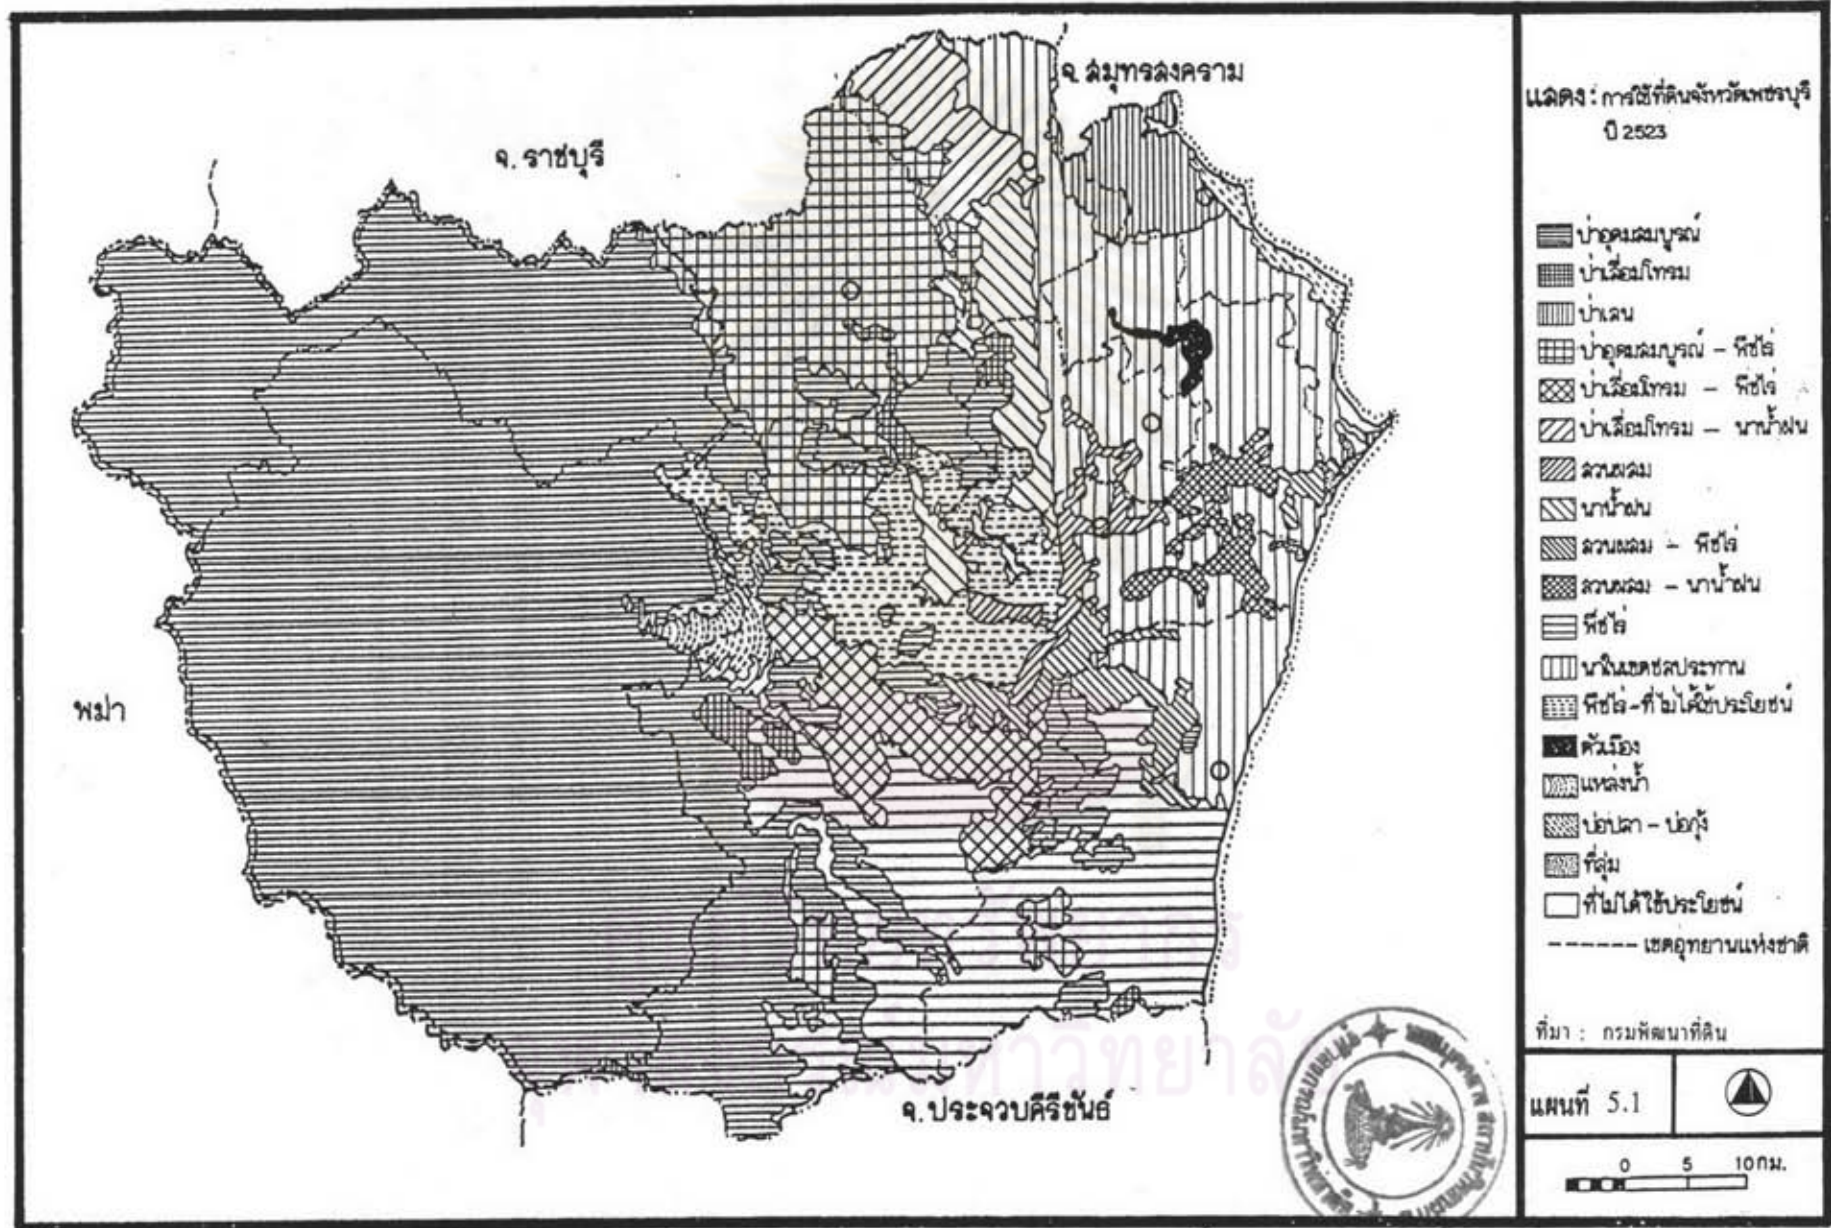 จ. สมุทรสงคราม
จ. ราชบุรี
พม่า
จ. ประจวบคีรีขันธ์
แสดง : การใช้ที่ดินจังหวัดเพชรบุรี
ปี 2523
ป่าอุดมสมบูรณ์
ป่าเสื่อมโทรม
ป่าเลน
ป่าอุดมสมบูรณ์ - พืชไร่
ป่าเสื่อมโทรม - พืชไร่
ป่าเสื่อมโทรม - นาน้ำฝน
สวนผสม
นาน้ำฝน
สวนผสม - พืชไร่
สวนผสม - นาน้ำฝน
พืชไร่
นาในเขตชลประทาน
พืชไร่-ที่ไม่ได้ใช้ประโยชน์
ตัวเมือง
แหล่งน้ำ
บ่อปลา - บ่อกุ้ง
ที่ลุ่ม
ที่ไม่ได้ใช้ประโยชน์
เขตอุทยานแห่งชาติ
ที่มา : กรมพัฒนาที่ดิน
แผนที่ 5.1
0 5 10 กม.